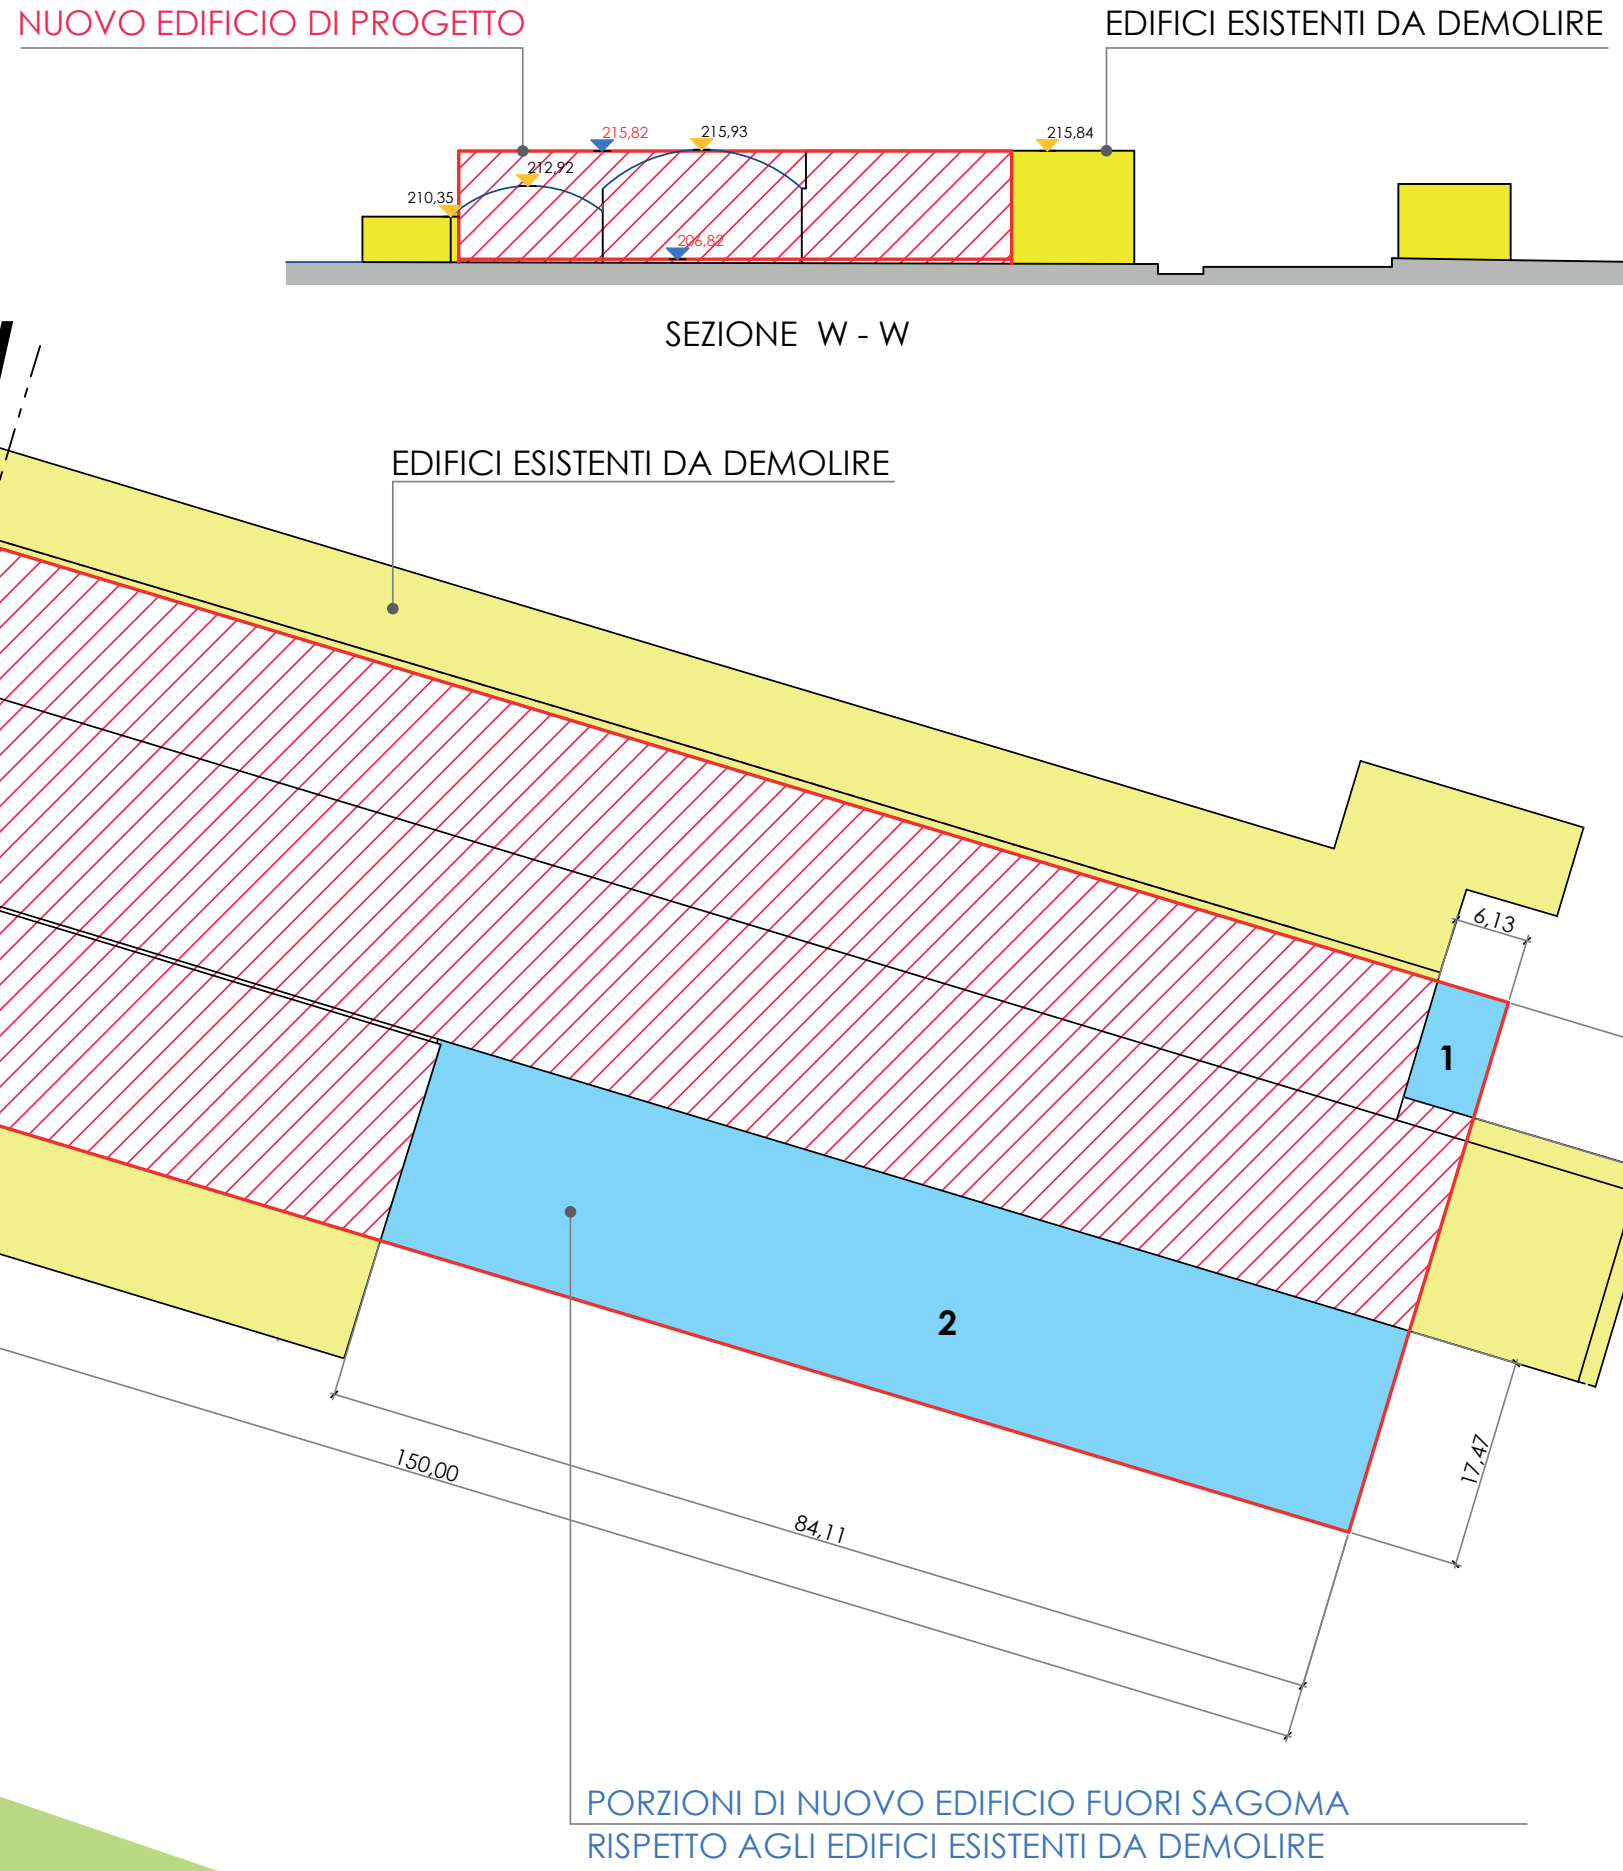 NUOVO EDIFICIO DI PROGETTO
EDIFICI ESISTENTI DA DEMOLIRE
215,82
215,93
215,84
212,92
210,35
206,82
SEZIONE W - W
EDIFICI ESISTENTI DA DEMOLIRE
6,13
1
2
17,47
150,00
84,11
PORZIONI DI NUOVO EDIFICIO FUORI SAGOMA
RISPETTO AGLI EDIFICI ESISTENTI DA DEMOLIRE